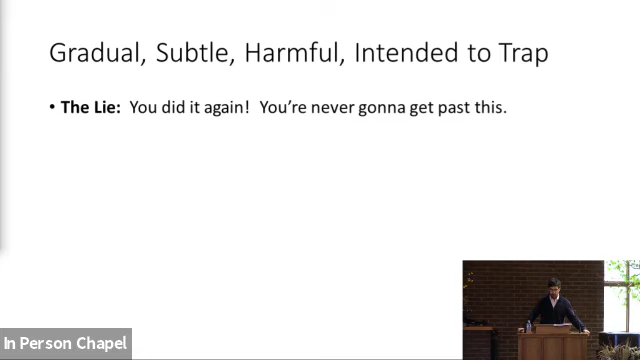 Gradual, Subtle, Harmful, Intended to Trap
• The Lie: You did it again! You're never gonna get past this.
In Person Chapel